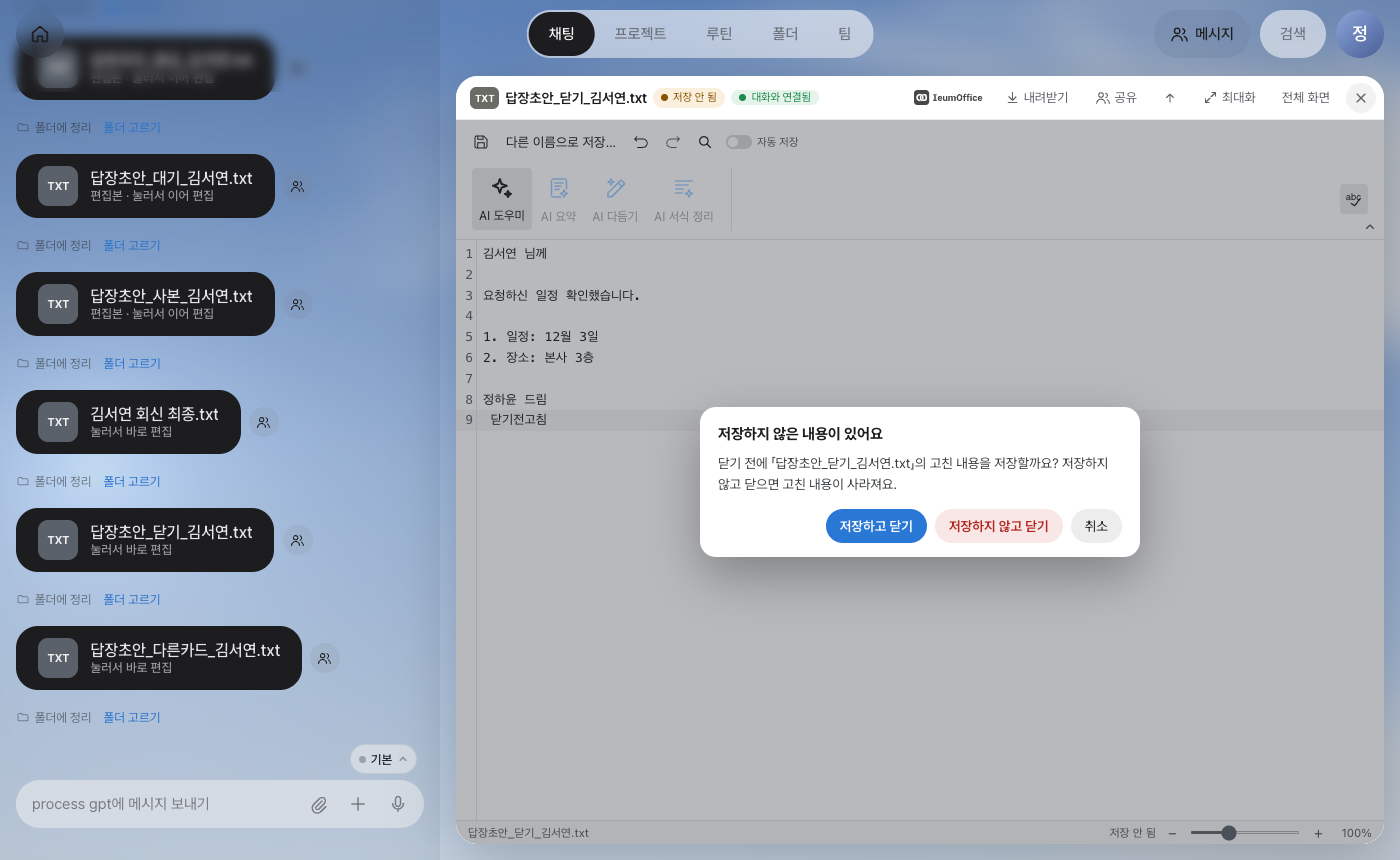 채팅
프로젝트
루틴
폴더
팀
메시지
검색
정
폴더에 정리 폴더 고르기
TXT
답장초안_대기_김서연.txt
편집본 · 눌러서 이어 편집
폴더에 정리 폴더 고르기
TXT
답장초안_사본_김서연.txt
편집본 · 눌러서 이어 편집
폴더에 정리 폴더 고르기
TXT
김서연 회신 최종.txt
눌러서 바로 편집
폴더에 정리 폴더 고르기
TXT
답장초안_닫기_김서연.txt
눌러서 바로 편집
폴더에 정리 폴더 고르기
TXT
답장초안_다른카드_김서연.txt
눌러서 바로 편집
폴더에 정리 폴더 고르기
기본
process gpt에 메시지 보내기
TXT 답장초안_닫기_김서연.txt 저장 안 됨 대화와 연결됨
IeumOffice 내려받기 공유 최대화 전체 화면
다른 이름으로 저장... 자동 저장
AI 도우미 AI 요약 AI 다듬기 AI 서식 정리
abc
1 김서연 님께
2
3 요청하신 일정 확인했습니다.
4
5 1. 일정: 12월 3일
6 2. 장소: 본사 3층
7
8 정하윤 드림
9 닫기전고침
저장하지 않은 내용이 있어요
닫기 전에 「답장초안_닫기_김서연.txt」의 고친 내용을 저장할까요? 저장하지
않고 닫으면 고친 내용이 사라져요.
저장하고 닫기 저장하지 않고 닫기 취소
답장초안_닫기_김서연.txt 저장 안 됨 100%